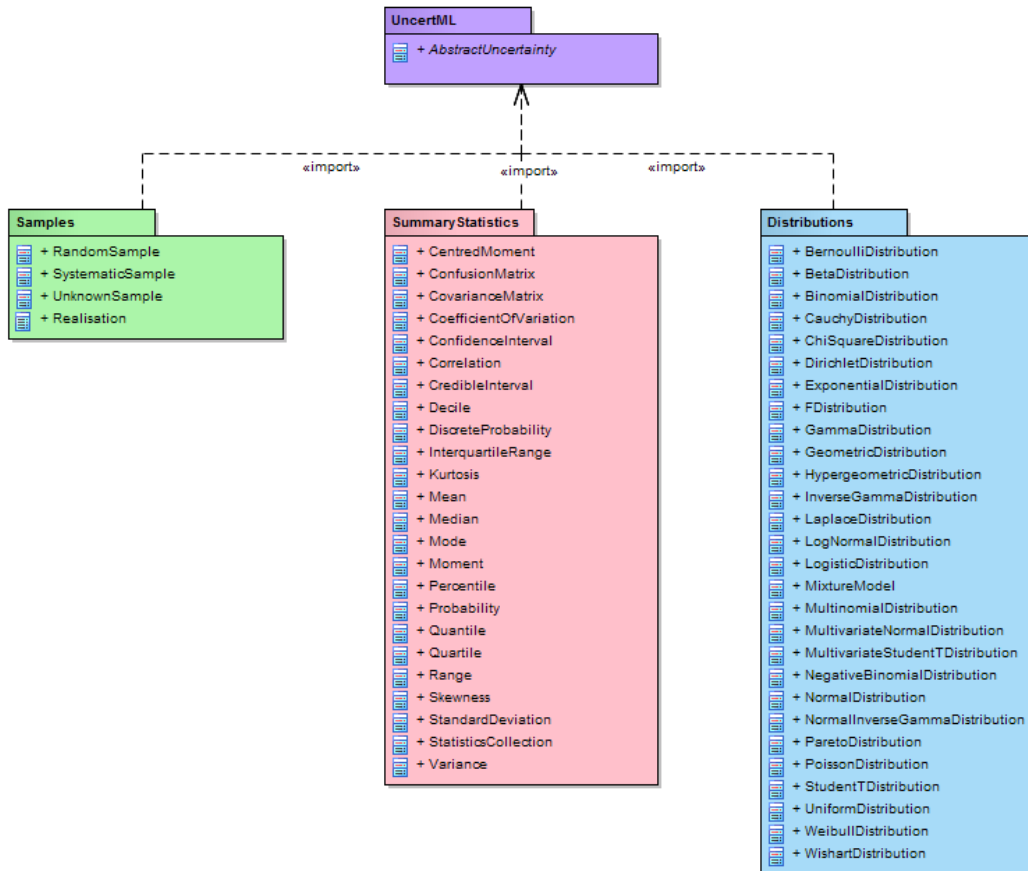 UncertML
+ AbstractUncertainty
«import»
«import»
«import»
Samples
+ RandomSample
+ SystematicSample
+ UnknownSample
+ Realisation
SummaryStatistics
+ CentredMoment
+ ConfusionMatrix
+ CovarianceMatrix
+ CoefficientOfVariation
+ ConfidenceInterval
+ Correlation
+ CredibleInterval
+ Decile
+ DiscreteProbability
+ InterquartileRange
+ Kurtosis
+ Mean
+ Median
+ Mode
+ Moment
+ Percentile
+ Probability
+ Quantile
+ Quartile
+ Range
+ Skewness
+ StandardDeviation
+ StatisticsCollection
+ Variance
Distributions
+ BernoulliDistribution
+ BetaDistribution
+ BinomialDistribution
+ CauchyDistribution
+ ChiSquareDistribution
+ DirichletDistribution
+ ExponentialDistribution
+ FDistribution
+ GammaDistribution
+ GeometricDistribution
+ HypergeometricDistribution
+ InverseGammaDistribution
+ LaplaceDistribution
+ LogNormalDistribution
+ LogisticDistribution
+ MixtureModel
+ MultinomialDistribution
+ MultivariateNormalDistribution
+ MultivariateStudentTDistribution
+ NegativeBinomialDistribution
+ NormalDistribution
+ NormalInverseGammaDistribution
+ ParetoDistribution
+ PoissonDistribution
+ StudentTDistribution
+ UniformDistribution
+ WeibullDistribution
+ WishartDistribution